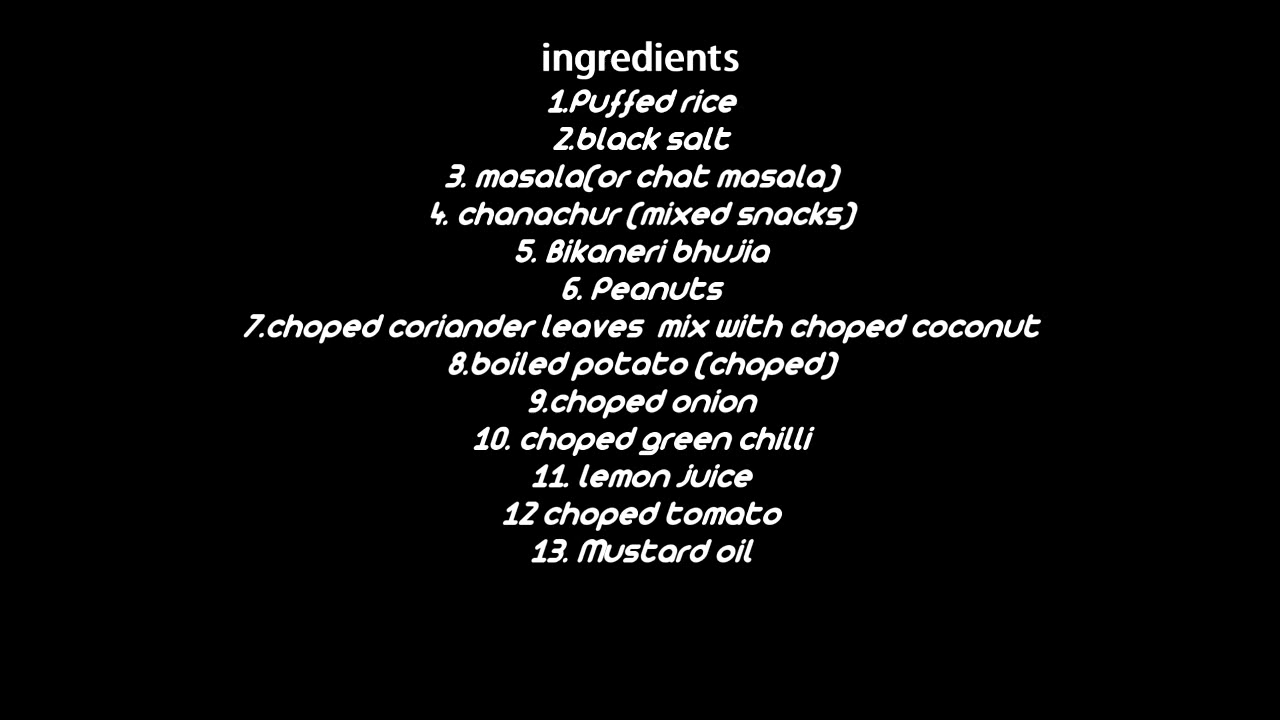 ingredients
1.Puffed rice
2.black salt
3. masala(or chat masala)
4. chanachur (mixed snacks)
5. Bikaneri bhujia
6. Peanuts
7.choped coriander leaves  mix with choped coconut
8.boiled potato (choped)
9.choped onion
10. choped green chilli
11. lemon juice
12 choped tomato
13. Mustard oil